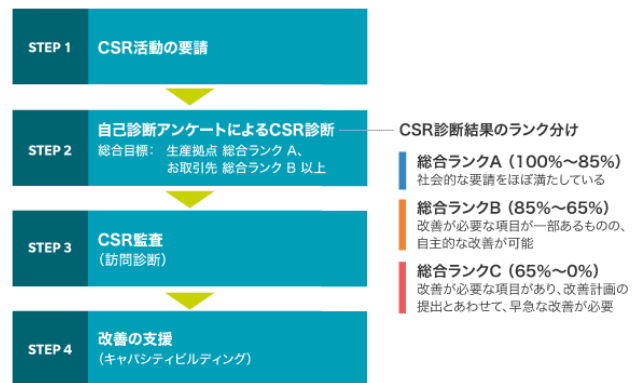 STEP 1
CSR活動の要請
STEP 2
自己診断アンケートによるCSR診断
総合目標： 生産拠点 総合ランク A、
お取引先 総合ランク B 以上
CSR診断結果のランク分け
総合ランクA（100%～85%）
社会的な要請をほぼ満たしている
総合ランクB（85%～65%）
改善が必要な項目が一部あるものの、
自主的な改善が可能
総合ランクC（65%～0%）
改善が必要な項目があり、改善計画の
提出とあわせて、早急な改善が必要
STEP 3
CSR監査
（訪問診断）
STEP 4
改善の支援
（キャパシティビルディング）